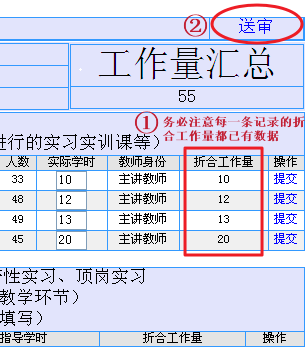 ② 送审
工作量汇总
55
① 务必注意每一条记录的折
合工作量都已有数据
进行的实习实训课等）
人数 实际学时 教师身份 折合工作量 操作
33 10 主讲教师 10 提交
48 12 主讲教师 12 提交
49 13 主讲教师 13 提交
45 20 主讲教师 20 提交
性实习、顶岗实习
教学环节）
填写）
指导学时 折合工作量 操作